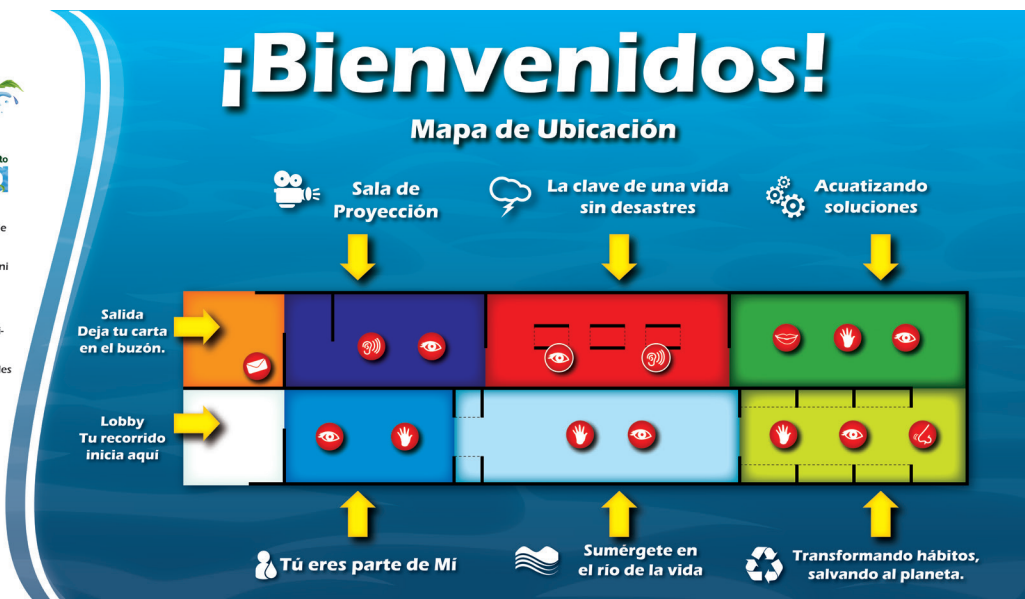 ¡Bienvenidos!
Mapa de Ubicación
Sala de
Proyección
La clave de una vida
sin desastres
Acuatizando
soluciones
Salida
Deja tu carta
en el buzón.
Lobby
Tu recorrido
inicia aquí
Tú eres parte de Mí
Sumérgete en
el río de la vida
Transformando hábitos,
salvando al planeta.